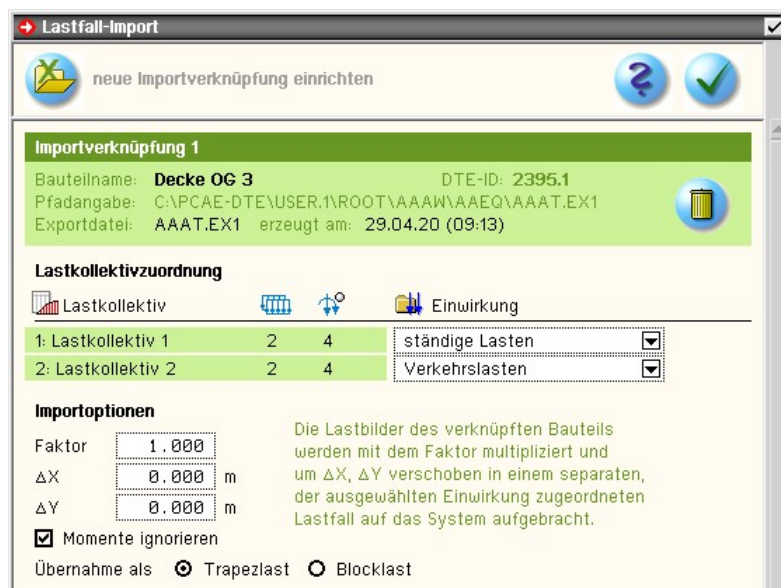 Lastfall-Import
neue Importverknüpfung einrichten
Importverknüpfung 1
Bauteilname: Decke OG 3 DTE-ID: 2395.1
Pfadangabe: C:\PCAE-DTE\USER.1\ROOT\AAAW\AAEQ\AAAT.EX1
Exportdatei: AAAT.EX1 erzeugt am: 29.04.20 (09:13)
Lastkollektivzuordnung
Lastkollektiv Einwirkung
1: Lastkollektiv 1 2 4 ständige Lasten
2: Lastkollektiv 2 2 4 Verkehrslasten
Importoptionen
Faktor 1.000
ΔX 0.000 m
ΔY 0.000 m
Momente ignorieren
Die Lastbilder des verknüpften Bauteils
werden mit dem Faktor multipliziert und
um ΔX, ΔY verschoben in einem separaten,
der ausgewählten Einwirkung zugeordneten
Lastfall auf das System aufgebracht.
Übernahme als Trapezlast Blocklast